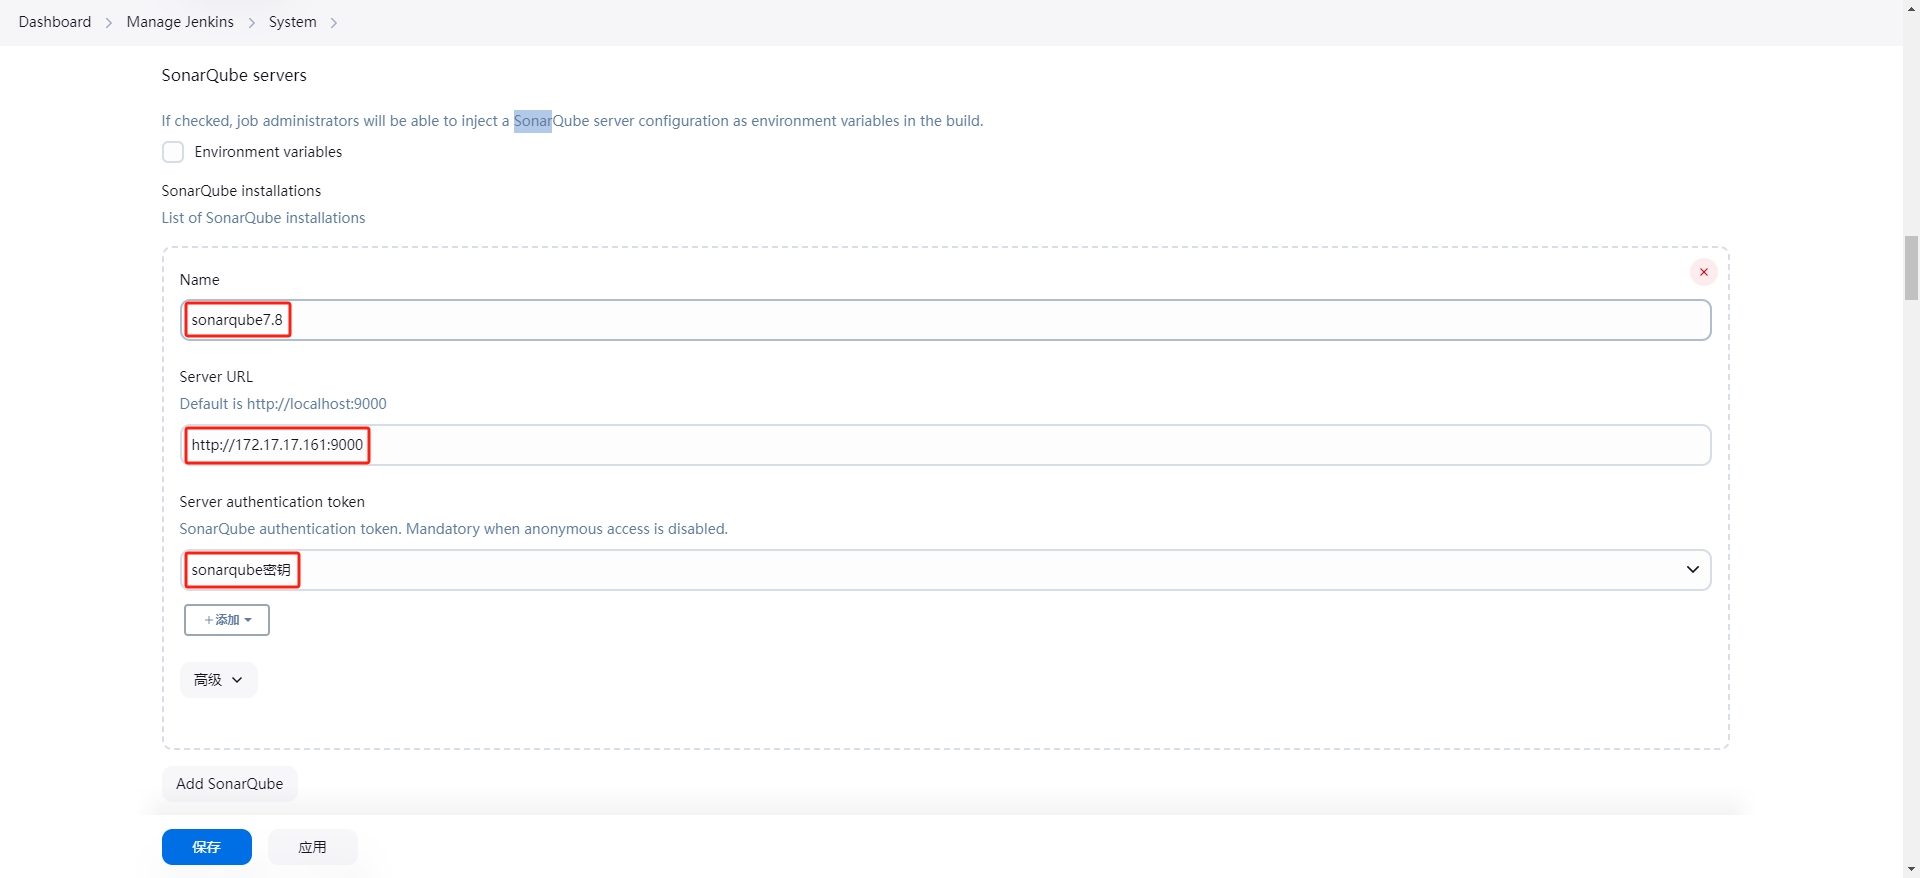 Dashboard > Manage Jenkins > System >
SonarQube servers
If checked, job administrators will be able to inject a SonarQube server configuration as environment variables in the build.
Environment variables
SonarQube installations
List of SonarQube installations
Name
sonarqube7.8
Server URL
Default is http://localhost:9000
http://172.17.17.161:9000
Server authentication token
SonarQube authentication token. Mandatory when anonymous access is disabled.
sonarqube密钥
+添加
高级
Add SonarQube
保存 应用